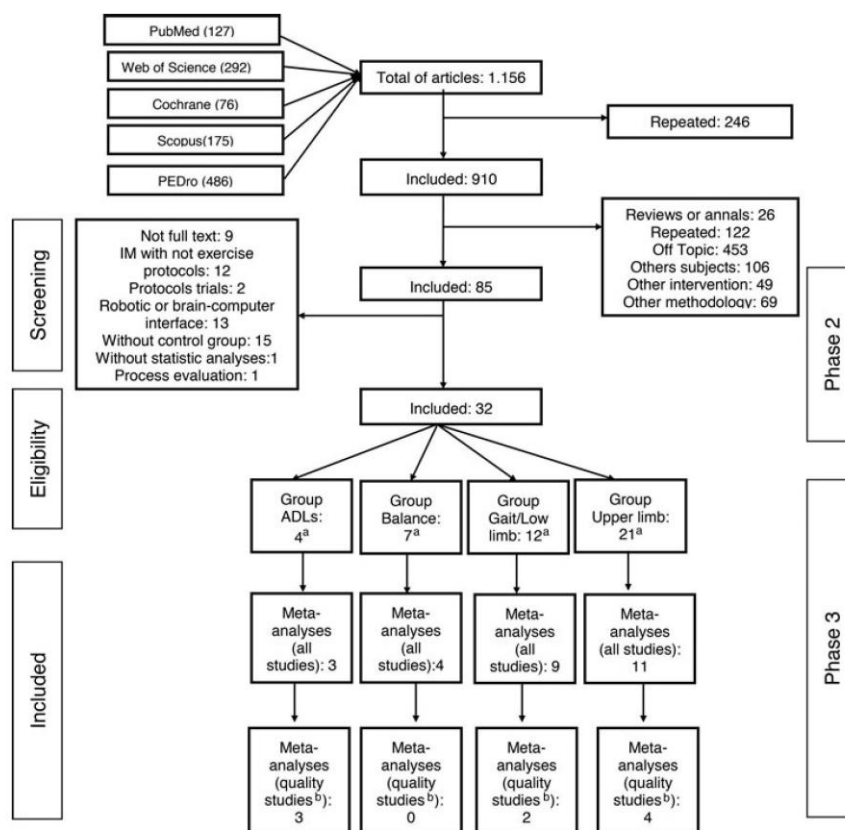 PubMed (127)
Web of Science (292)
Cochrane (76)
Scopus(175)
PEDro (486)
Total of articles: 1.156
Repeated: 246
Included: 910
Reviews or annals: 26
Repeated: 122
Off Topic: 453
Others subjects: 106
Other intervention: 49
Other methodology: 69
Screening
Not full text: 9
IM with not exercise
protocols: 12
Protocols trials: 2
Robotic or brain-computer
interface: 13
Without control group: 15
Without statistic analyses:1
Process evaluation: 1
Included: 85
Phase 2
Included: 32
Eligibility
Group
ADLs:
4a
Group
Balance:
7a
Group
Gait/Low
limb: 12a
Group
Upper limb:
21a
Included
Meta-
analyses
(all
studies): 3
Meta-
analyses
(all
studies):4
Meta-
analyses
(all
studies): 9
Meta-
analyses
(all studies):
11
Phase 3
Meta-
analyses
(quality
studies b):
3
Meta-
analyses
(quality
studies b):
0
Meta-
analyses
(quality
studies b):
2
Meta-
analyses
(quality
studies b):
4